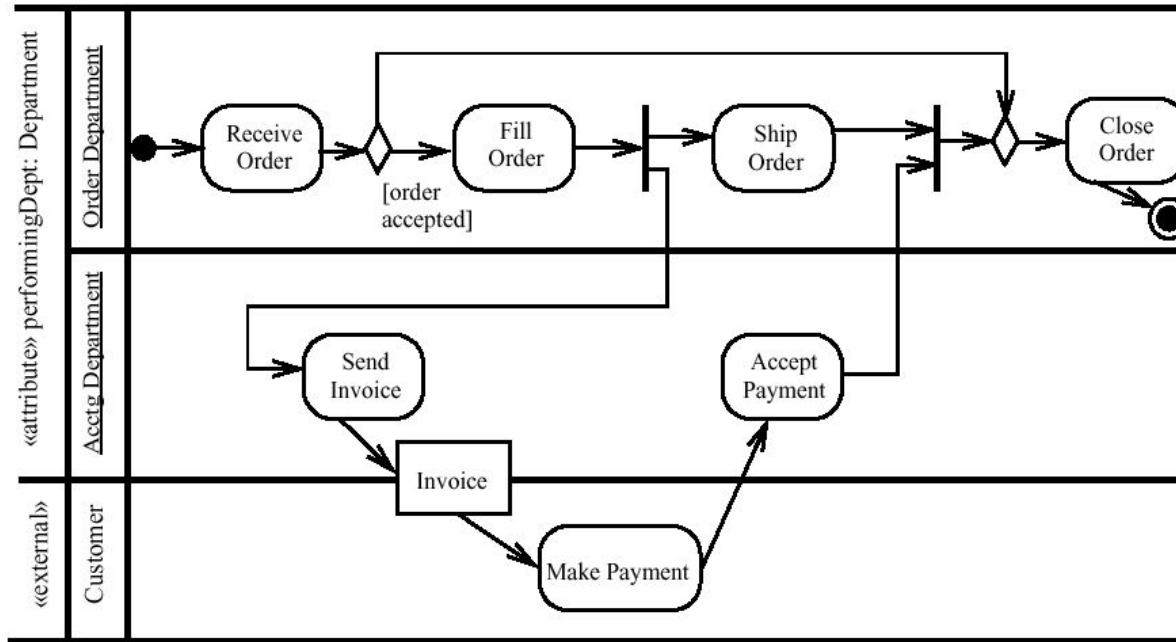 «attribute» performingDept: Department
Order Department
Receive
Order
[order
accepted]
Fill
Order
Ship
Order
Close
Order
Acctg Department
Send
Invoice
Accept
Payment
Invoice
«external»
Customer
Make Payment